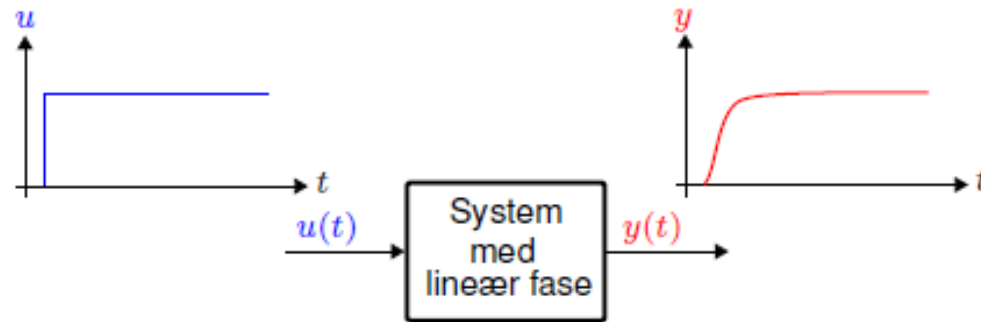 u
t
y
t
u(t)
System
med
lineær fase
y(t)